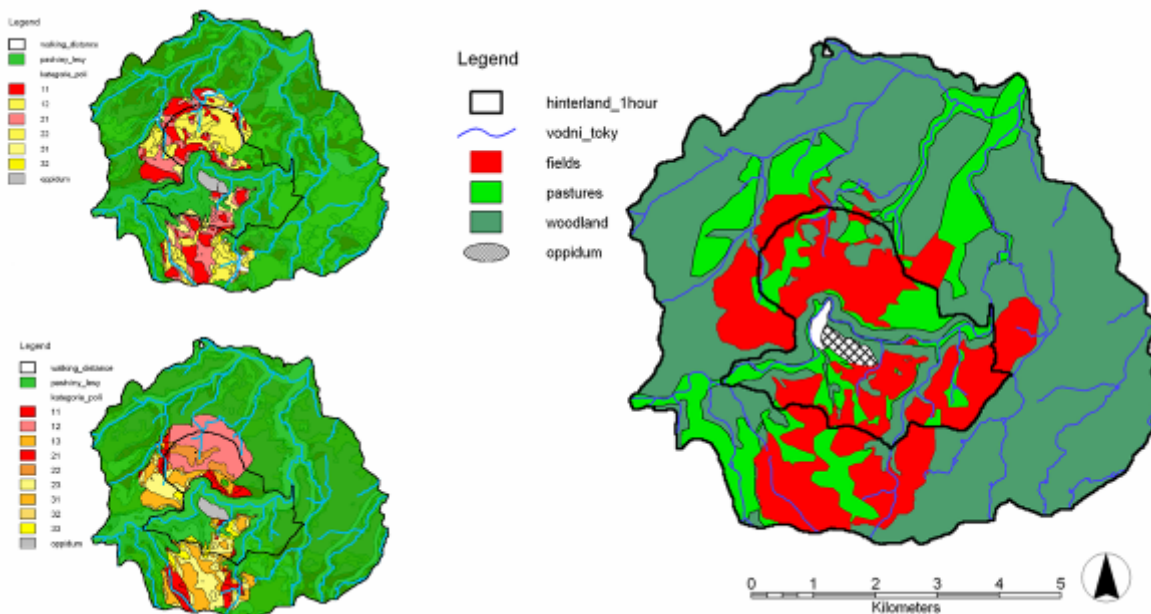 Legend
walking_distance
pastviny_lesy
kategorie_poli
11
12
21
22
31
32
oppidum
Legend
walking_distance
pastviny_lesy
kategorie_poli
11
12
13
21
22
23
31
32
33
oppidum
Legend
hinterland_1hour
vodni_toky
fields
pastures
woodland
oppidum
0 1 2 3 4 5
Kilometers